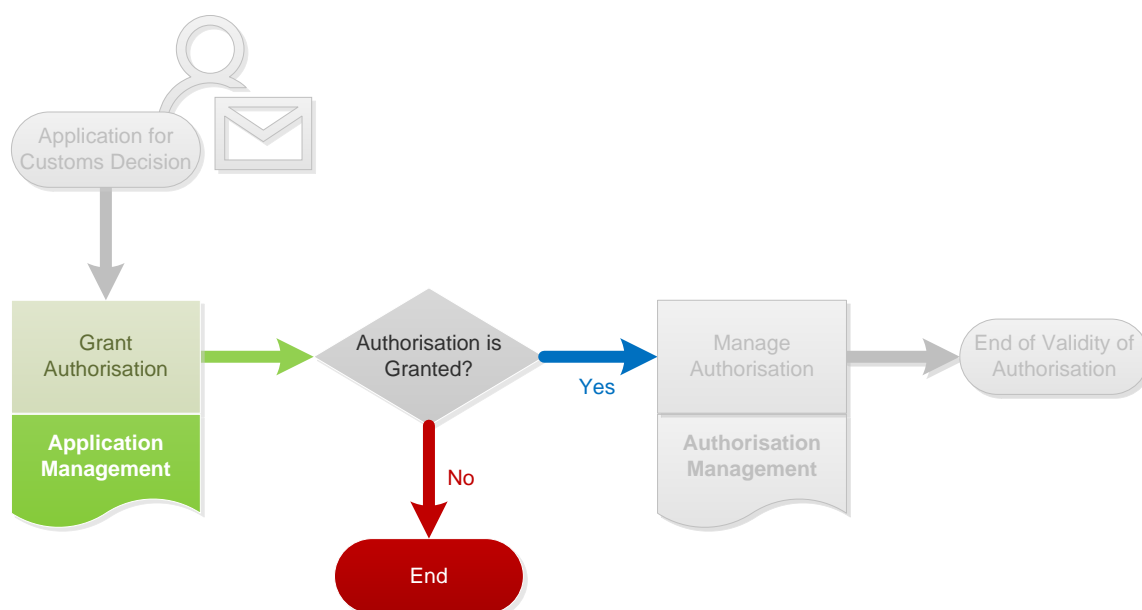 Application for
Customs Decision
Grant
Authorisation
Application
Management
Authorisation is
Granted?
Yes
No
End
Manage
Authorisation
Authorisation
Management
End of Validity of
Authorisation